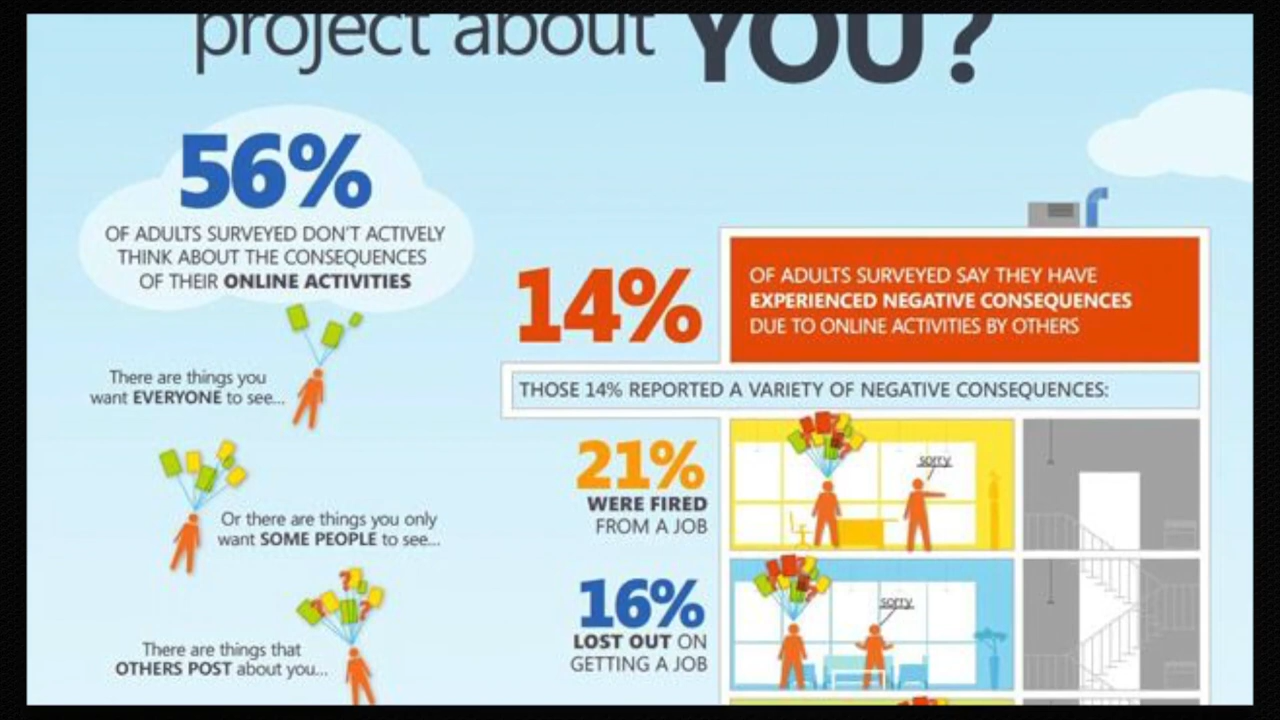 project about YOU?
56%
OF ADULTS SURVEYED DON'T ACTIVELY
THINK ABOUT THE CONSEQUENCES
OF THEIR ONLINE ACTIVITIES
There are things you
want EVERYONE to see...
Or there are things you only
want SOME PEOPLE to see...
There are things that
OTHERS POST about you...
14%
OF ADULTS SURVEYED SAY THEY HAVE
EXPERIENCED NEGATIVE CONSEQUENCES
DUE TO ONLINE ACTIVITIES BY OTHERS
THOSE 14% REPORTED A VARIETY OF NEGATIVE CONSEQUENCES:
21%
WERE FIRED
FROM A JOB
sorry
16%
LOST OUT ON
GETTING A JOB
sorry